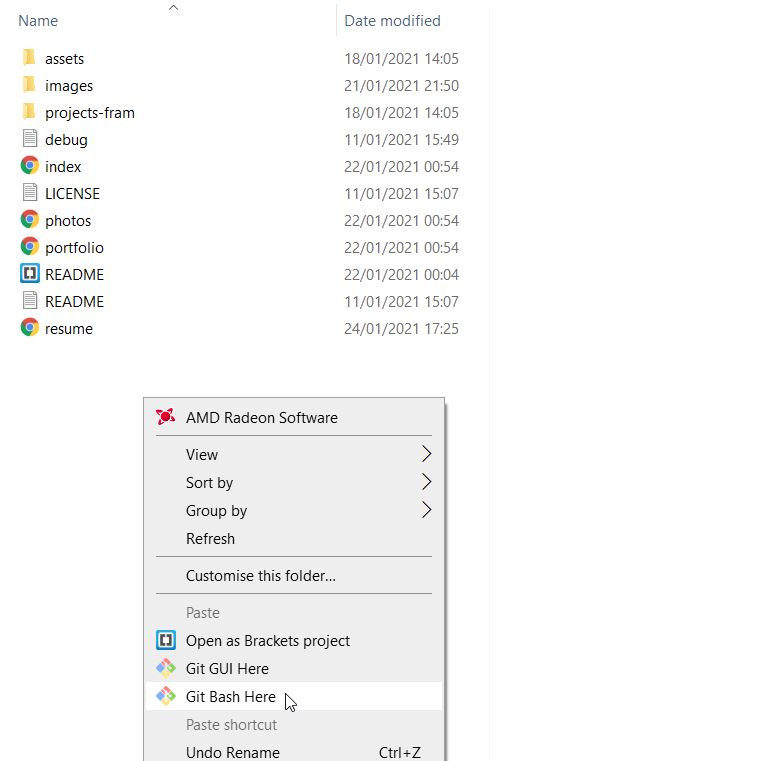 Name Date modified
assets 18/01/2021 14:05
images 21/01/2021 21:50
projects-fram 18/01/2021 14:05
debug 11/01/2021 15:49
index 22/01/2021 00:54
LICENSE 11/01/2021 15:07
photos 22/01/2021 00:54
portfolio 22/01/2021 00:54
README 22/01/2021 00:04
README 11/01/2021 15:07
resume 24/01/2021 17:25
AMD Radeon Software
View
Sort by
Group by
Refresh
Customise this folder...
Paste
Open as Brackets project
Git GUI Here
Git Bash Here
Paste shortcut
Undo Rename Ctrl+Z